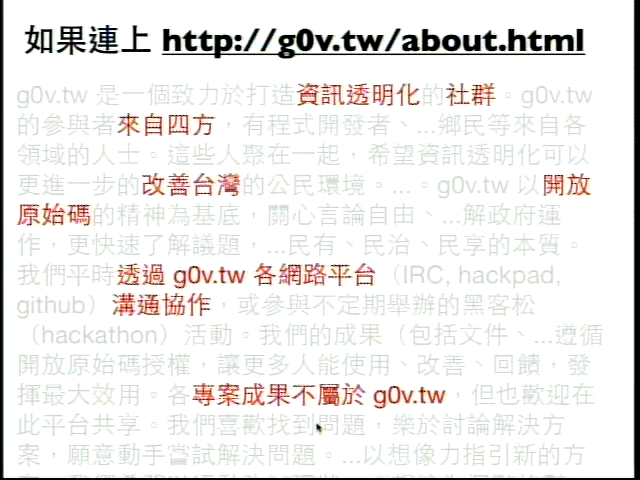 如果連上 http://g0v.tw/about.html
g0v.tw 是一個致力於打造資訊透明化的社群。g0v.tw
的參與者來自四方，有程式開發者、...鄉民等來自各
領域的人士。這些人聚在一起，希望資訊透明化可以
更進一步的改善台灣的公民環境。...。g0v.tw 以開放
原始碼的精神為基底，關心言論自由、...解政府運
作，更快速了解議題，...民有、民治、民享的本質。
我們平時透過 g0v.tw 各網路平台（IRC, hackpad,
github）溝通協作，或參與不定期舉辦的黑客松
（hackathon）活動。我們的成果（包括文件、...遵循
開放原始碼授權，讓更多人能使用、改善、回饋，發
揮最大效用。各專案成果不屬於 g0v.tw，但也歡迎在
此平台共享。我們喜歡找到問題，樂於討論解決方
案，願意動手嘗試解決問題。...以想像力指引新的方